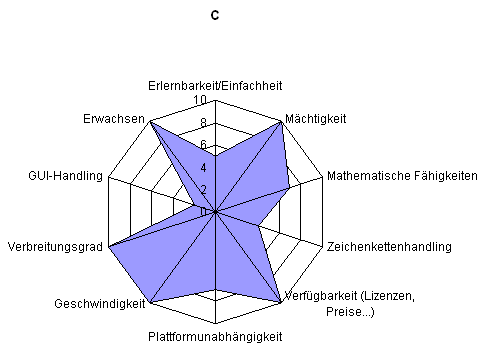 C
Erlernbarkeit/Einfachheit
10
Erwachsen
8
Mächtigkeit
6
4
GUI-Handling
2
Mathematische Fähigkeiten
0
Verbreitungsgrad
Zeichenkettenhandling
Geschwindigkeit
Verfügbarkeit (Lizenzen,
Preise...)
Plattformunabhängigkeit